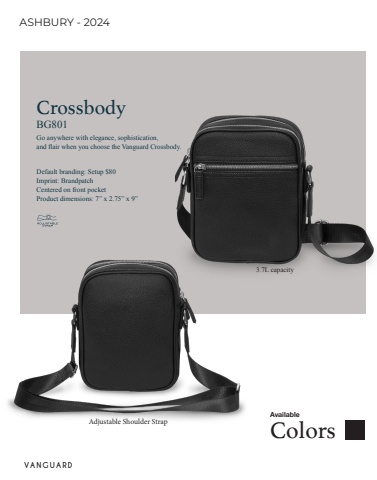 ASHBURY - 2024
Crossbody
BG801
Go anywhere with elegance, sophistication,
and flair when you choose the Vanguard Crossbody.
Default branding: Setup $80
Imprint: Brandpatch
Centered on front pocket
Product dimensions: 7" x 2.75" x 9"
3.7L capacity
Adjustable Shoulder Strap
Available
Colors
VANGUARD